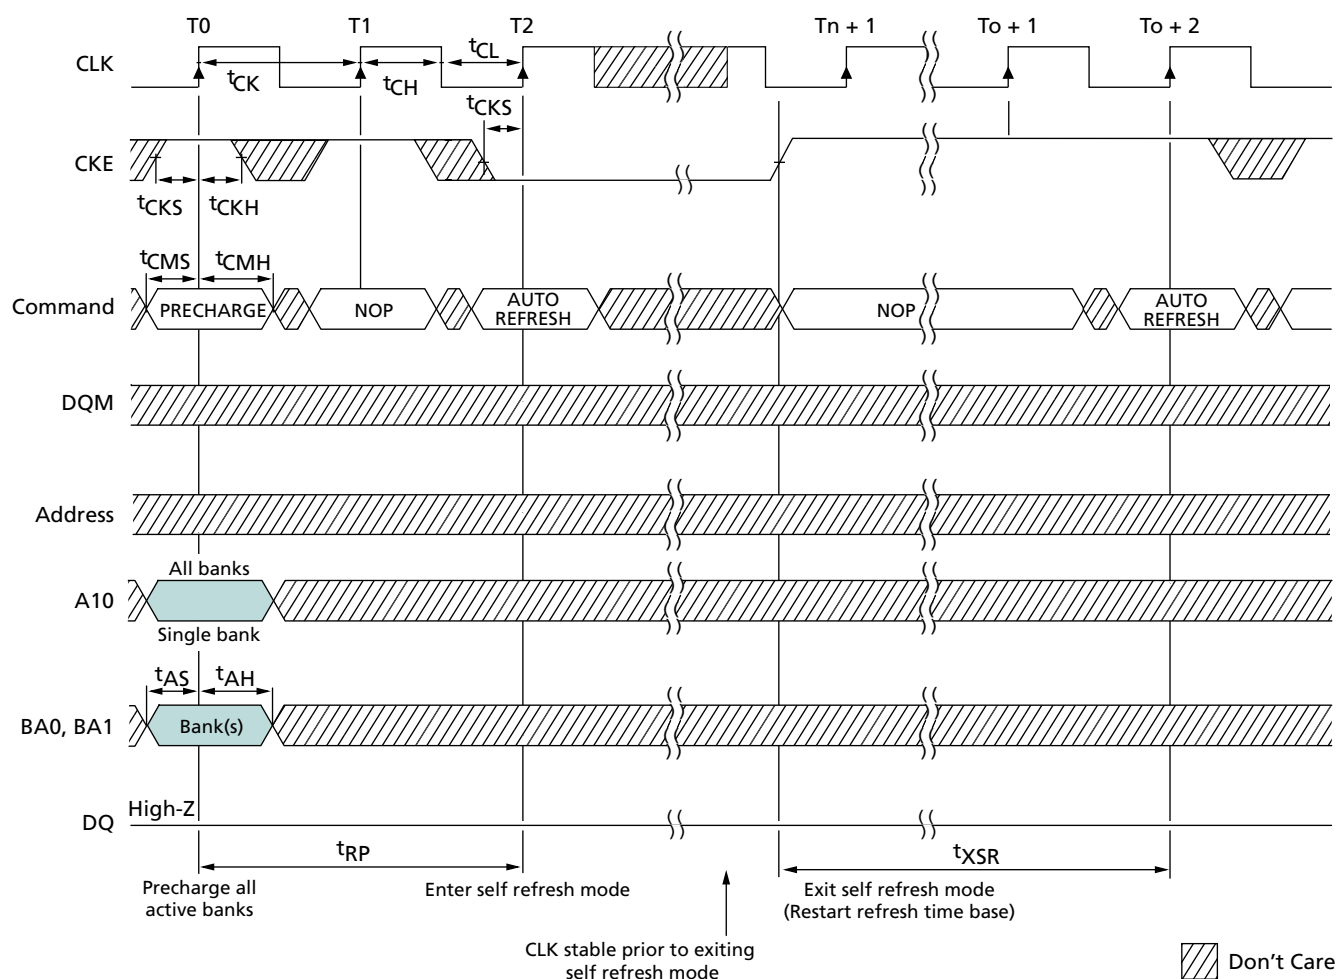 T0 T1 T2 Tn + 1 To + 1 To + 2
CLK
tCK
tCH
tCL
tCKS
CKE
tCKS tCKH
tCMS tCMH
Command PRECHARGE NOP AUTO REFRESH NOP AUTO REFRESH
DQM
Address
All banks
A10
Single bank
tAS tAH
BA0, BA1 Bank(s)
High-Z
DQ
tRP tXSR
Precharge all
active banks
Enter self refresh mode
Exit self refresh mode
(Restart refresh time base)
CLK stable prior to exiting
self refresh mode
Don't Care